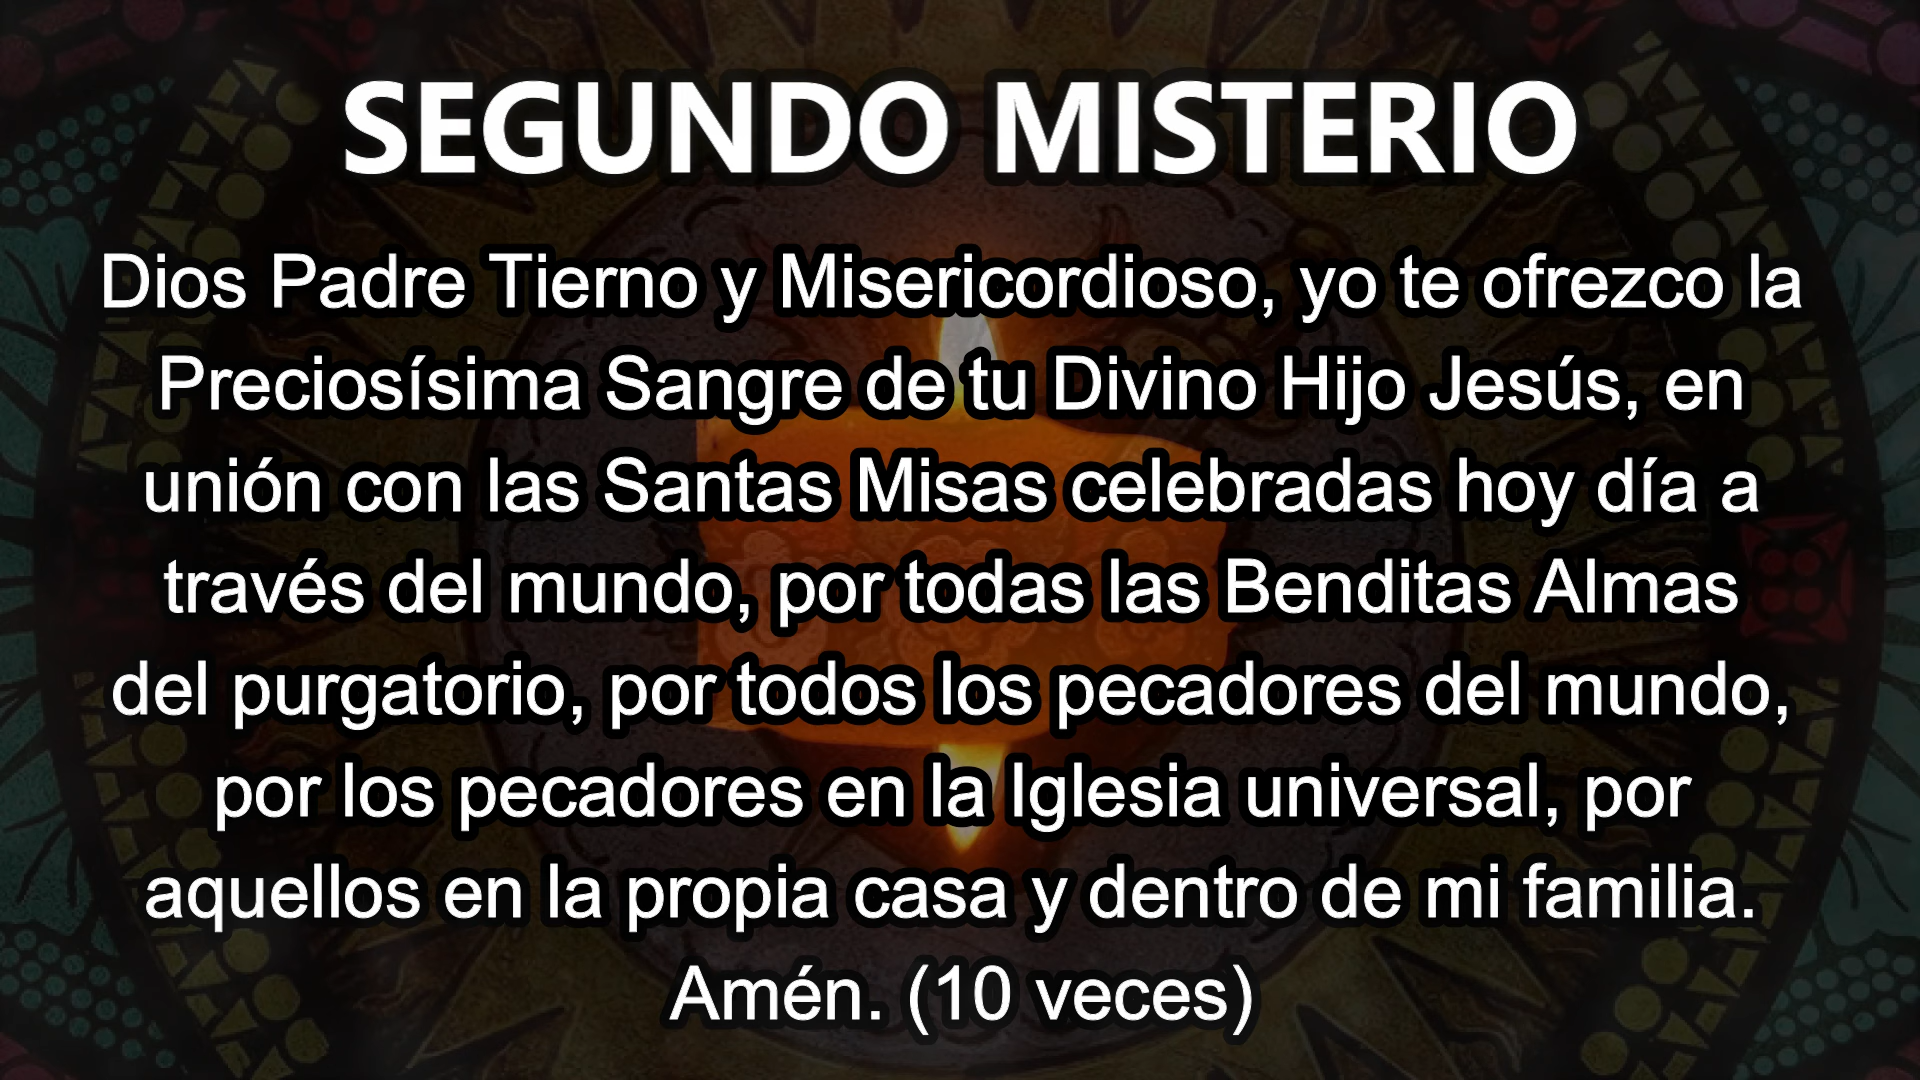 SEGUNDO MISTERIO
Dios Padre Tierno y Misericordioso, yo te ofrezco la
Preciosísima Sangre de tu Divino Hijo Jesús, en
unión con las Santas Misas celebradas hoy día a
través del mundo, por todas las Benditas Almas
del purgatorio, por todos los pecadores del mundo,
por los pecadores en la Iglesia universal, por
aquellos en la propia casa y dentro de mi familia.
Amén. (10 veces)